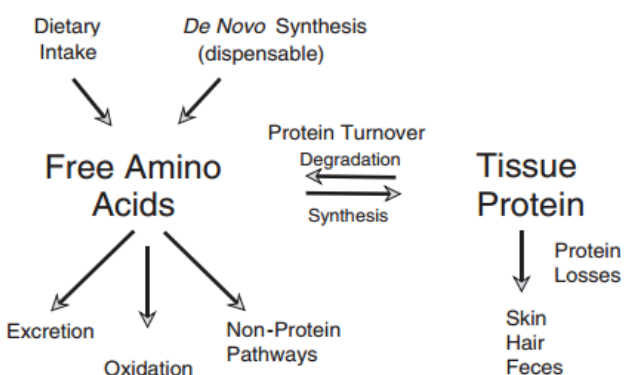 Dietary
Intake
De Novo Synthesis
(dispensable)
Protein Turnover
Degradation
Synthesis
Free Amino
Acids
Tissue
Protein
Protein
Losses
Excretion
Oxidation
Non-Protein
Pathways
Skin
Hair
Feces